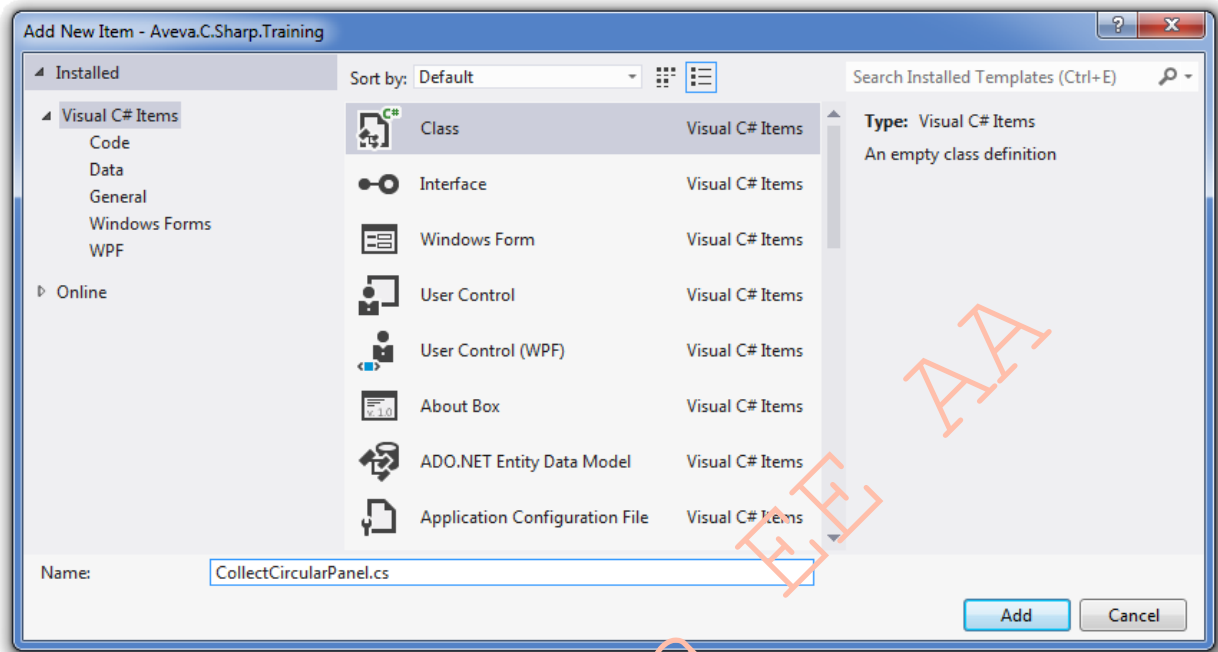 Add New Item - Aveva.C.Sharp.Training
?
Installed
Sort by: Default
Search Installed Templates (Ctrl+E)
Visual C# Items
Code
Data
General
Windows Forms
WPF
Online
C#
Class Visual C# Items
Interface Visual C# Items
Windows Form Visual C# Items
User Control Visual C# Items
User Control (WPF) Visual C# Items
v. 1.0
About Box Visual C# Items
ADO.NET Entity Data Model Visual C# Items
Application Configuration File Visual C# Items
Type: Visual C# Items
An empty class definition
EE AA
Name: CollectCircularPanel.cs
Add Cancel